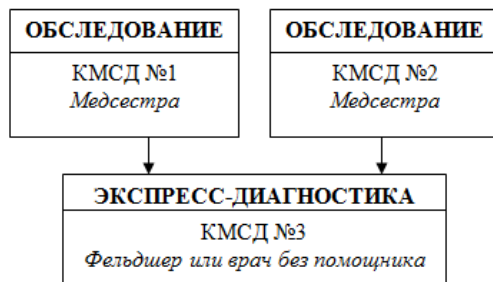 ОБСЛЕДОВАНИЕ
КМСД №1
Медсестра
ОБСЛЕДОВАНИЕ
КМСД №2
Медсестра
ЭКСПРЕСС-ДИАГНОСТИКА
КМСД №3
Фельдшер или врач без помощника